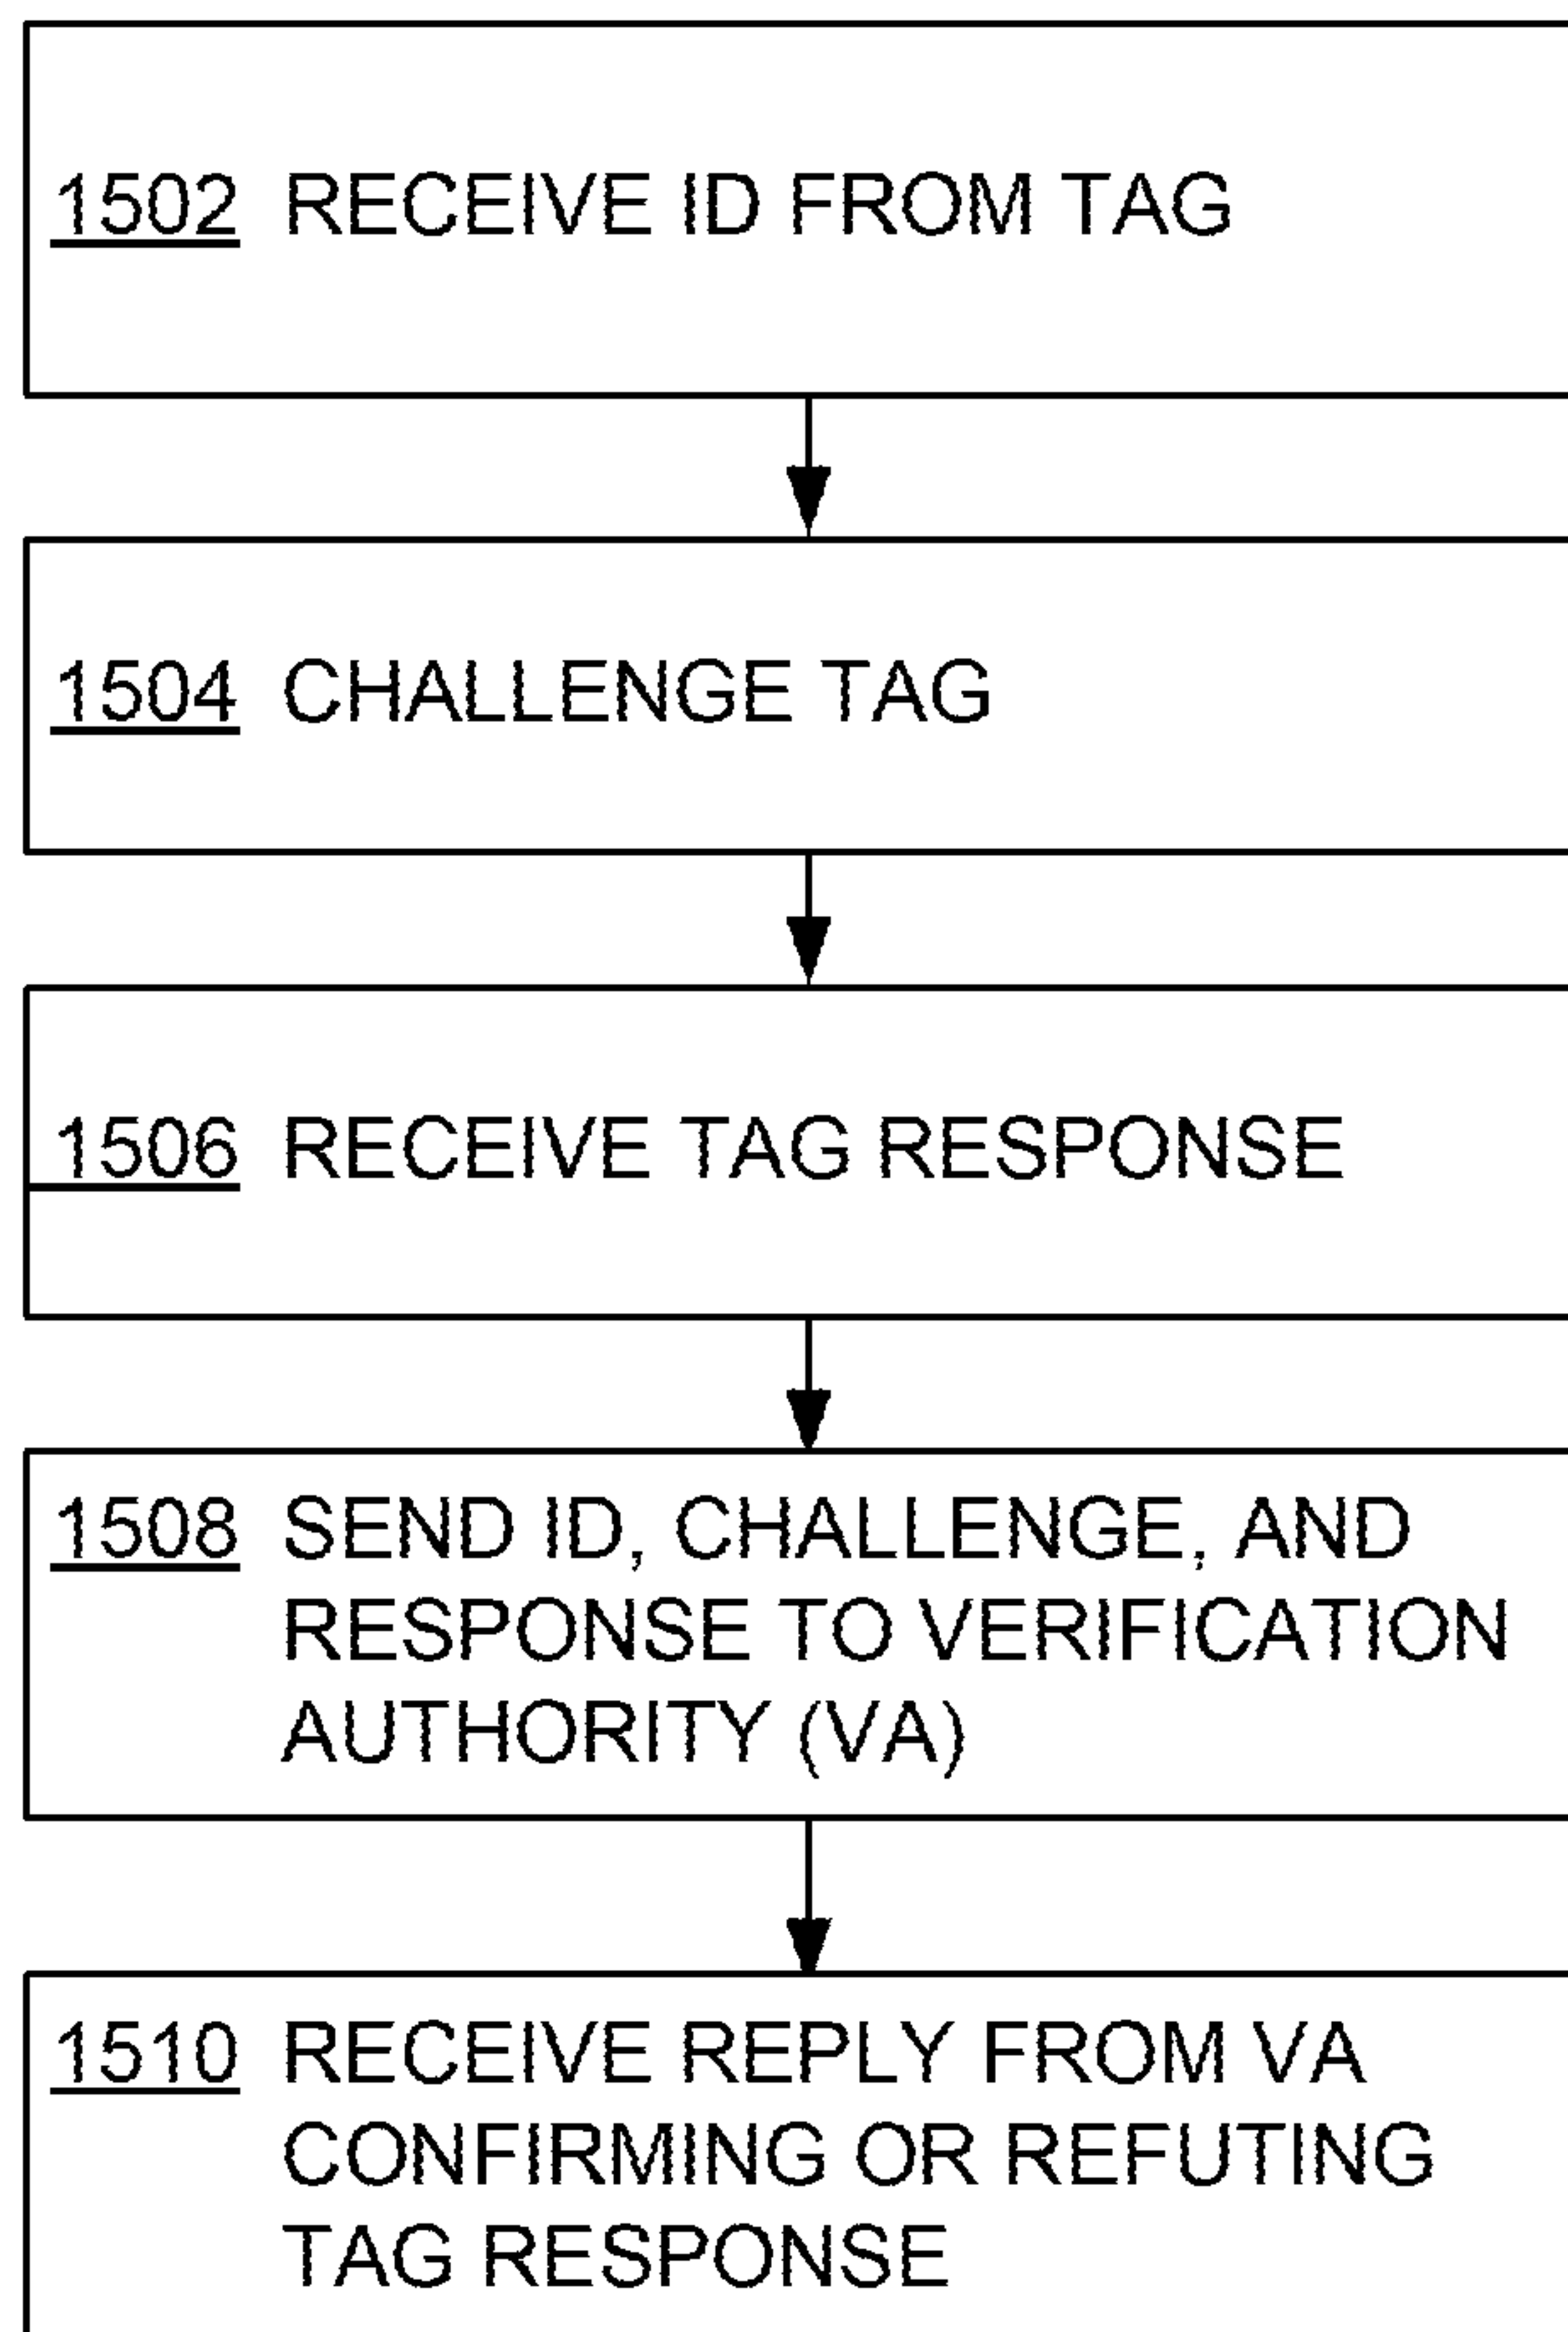 1502 RECEIVE ID FROM TAG
1504 CHALLENGE TAG
1506 RECEIVE TAG RESPONSE
1508 SEND ID, CHALLENGE, AND
RESPONSE TO VERIFICATION
AUTHORITY (VA)
1510 RECEIVE REPLY FROM VA
CONFIRMING OR REFUTING
TAG RESPONSE